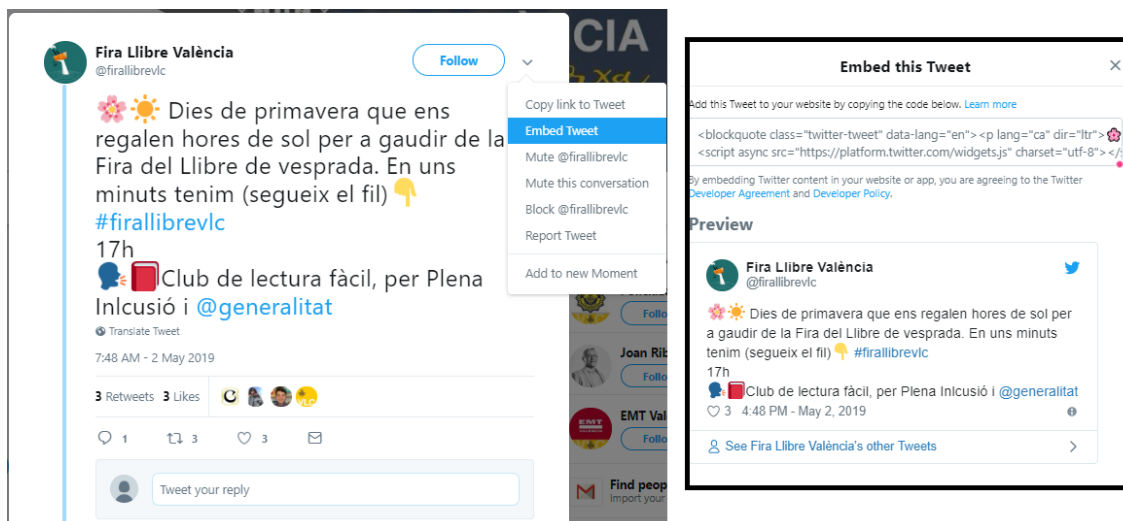 CIA
Fira Llibre València
@firallibrevlc
Follow
🌸☀️ Dies de primavera que ens
regalen hores de sol per a gaudir de la
Fira del Llibre de vesprada. En uns
minuts tenim (segueix el fil)👇
#firallibrevlc
17h
🗣️📕Club de lectura fàcil, per Plena
Inlcusió i @generalitat
Translate Tweet
7:48 AM - 2 May 2019
3 Retweets 3 Likes
1 3 3
Tweet your reply
Copy link to Tweet
Embed Tweet
Mute @firallibrevlc
Mute this conversation
Block @firallibrevlc
Report Tweet
Add to new Moment
Follo
Joan Rib
Follo
EMT
EMT Val
Follo
Find peop
Import your
Embed this Tweet
Add this Tweet to your website by copying the code below. Learn more
<blockquote class="twitter-tweet" data-lang="en"><p lang="ca" dir="ltr">🌸
<script async src="https://platform.twitter.com/widgets.js" charset="utf-8"></
By embedding Twitter content in your website or app, you are agreeing to the Twitter
Developer Agreement and Developer Policy.
Preview
Fira Llibre València
@firallibrevlc
🌸☀️ Dies de primavera que ens regalen hores de sol per
a gaudir de la Fira del Llibre de vesprada. En uns minuts
tenim (segueix el fil)👇 #firallibrevlc
17h
🗣️📕Club de lectura fàcil, per Plena Inlcusió i @generalitat
3 4:48 PM - May 2, 2019
See Fira Llibre València's other Tweets